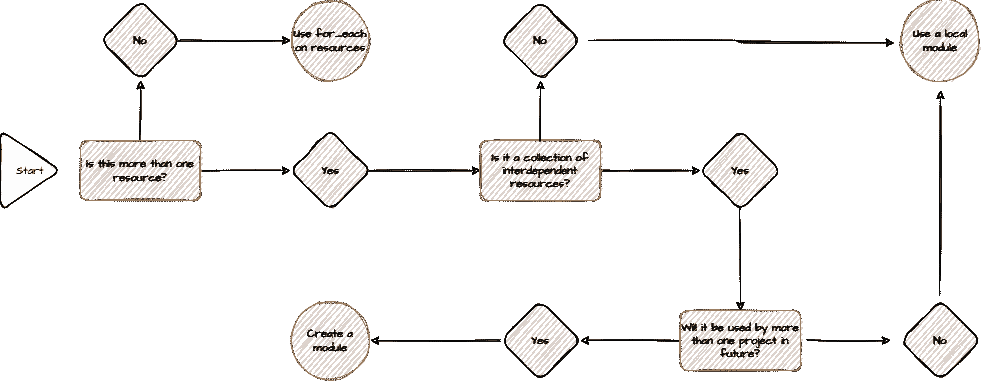 No
Use for_each
on resources
No
Use a local
module
Start
Is this more than one
resource?
Yes
Is it a collection of
interdependent
resources?
Yes
Create a
module
Yes
Will it be used by more
than one project in
future?
No